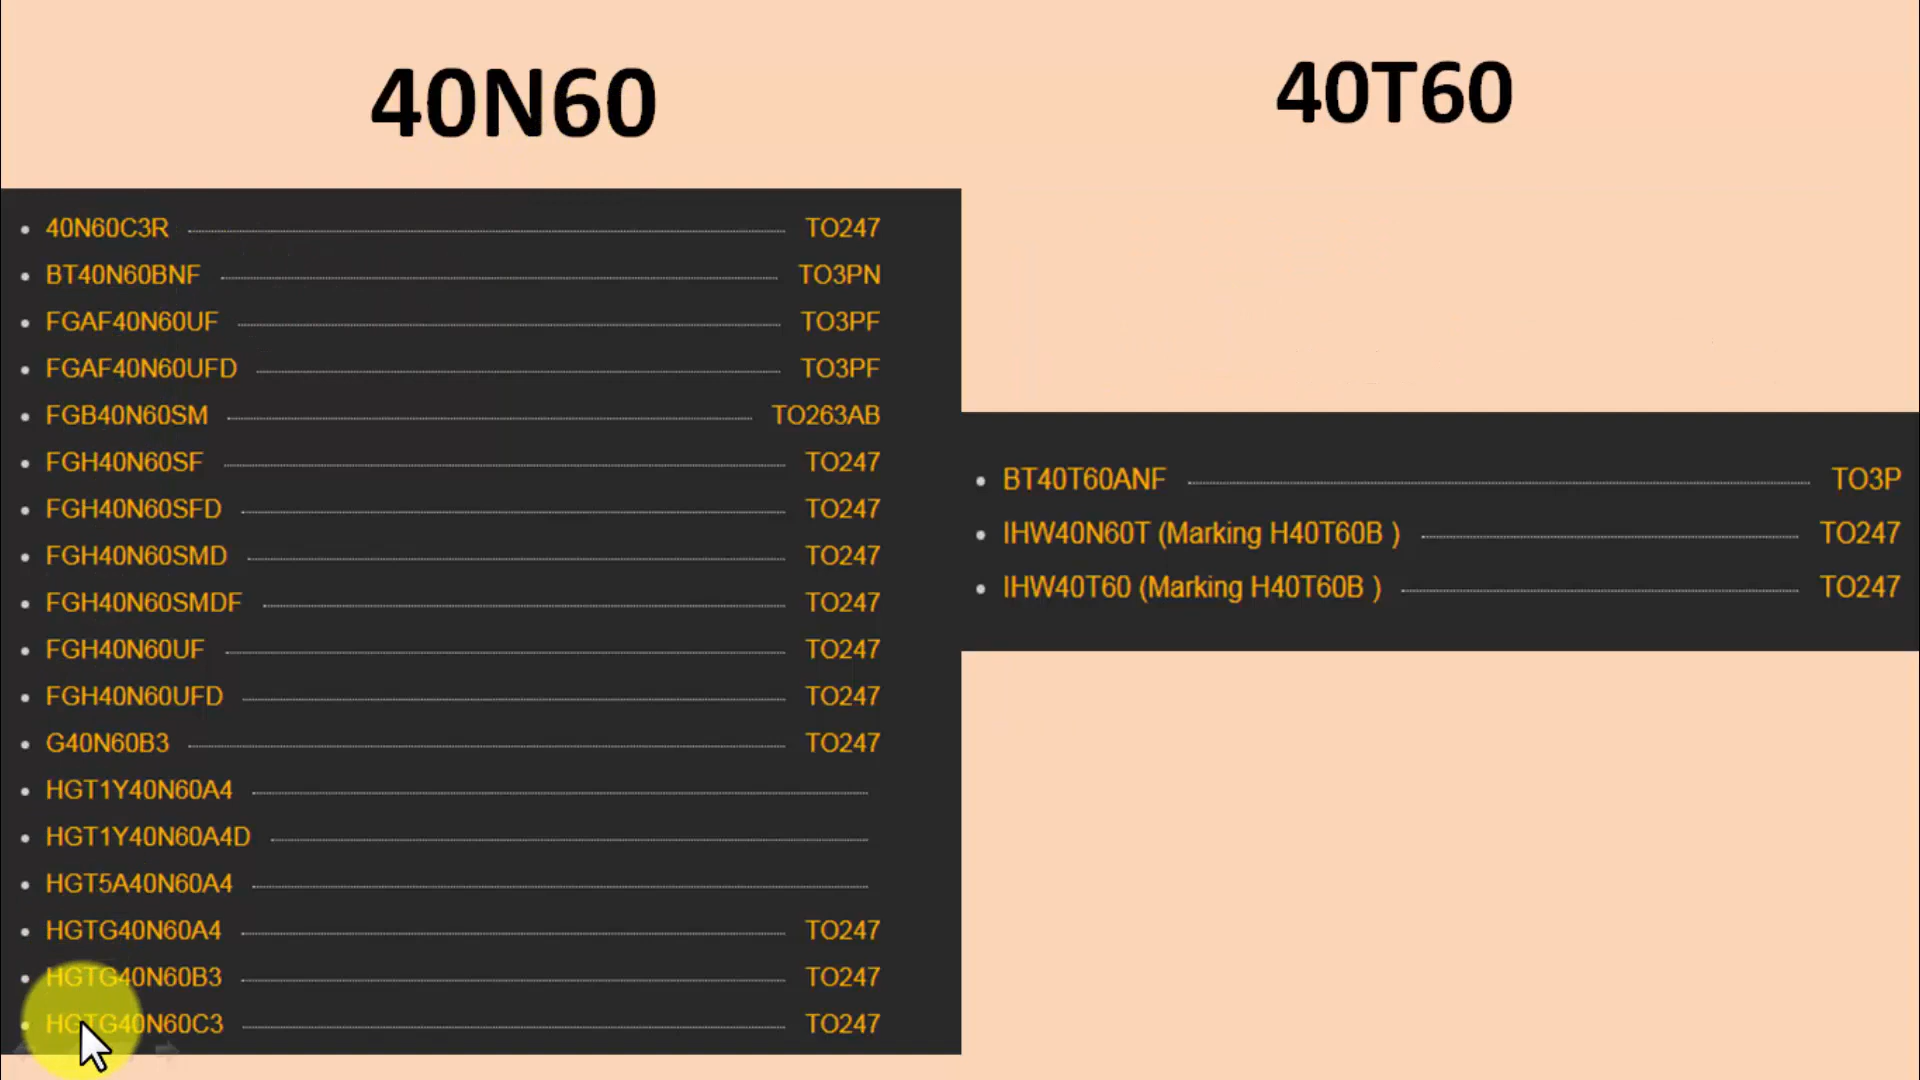 40N60
40N60C3R TO247
BT40N60BNF TO3PN
FGAF40N60UF TO3PF
FGAF40N60UFD TO3PF
FGB40N60SM TO263AB
FGH40N60SF TO247
FGH40N60SFD TO247
FGH40N60SMD TO247
FGH40N60SMDF TO247
FGH40N60UF TO247
FGH40N60UFD TO247
G40N60B3 TO247
HGT1Y40N60A4
HGT1Y40N60A4D
HGT5A40N60A4
HGTG40N60A4 TO247
HGTG40N60B3 TO247
HGTG40N60C3 TO247
40T60
BT40T60ANF TO3P
IHW40N60T (Marking H40T60B ) TO247
IHW40T60 (Marking H40T60B ) TO247